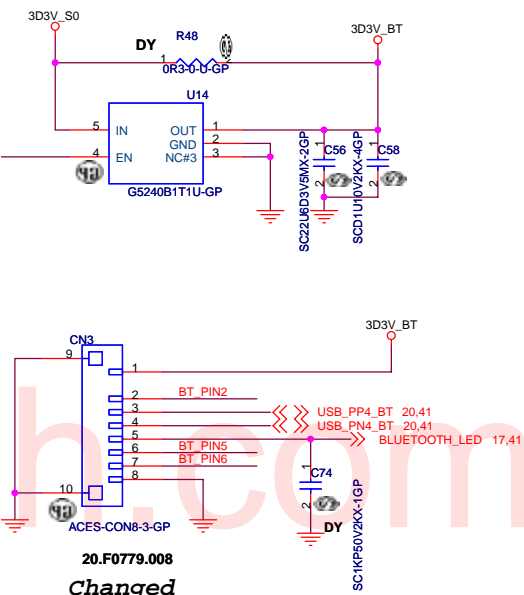 3D3V_S0
DY
R48
3D3V_BT
1
2
0R3-0-U-GP
U14
5 IN OUT 1
GND 2
4 EN NC#3 3
G5240B1T1U-GP
1 C56
2
SC22U6D3V5MX-2GP
1 C58
2
SCD1U10V2KX-4GP
3D3V_BT
CN3
9
1
2 BT_PIN2
3 USB_PP4_BT 20,41
4 USB_PN4_BT 20,41
5 BLUETOOTH_LED 17,41
6 BT_PIN5
7 BT_PIN6
8
10
1 C74
2
DY
SC1KP50V2KX-1GP
ACES-CON8-3-GP
20.F0779.008
Changed
h.com